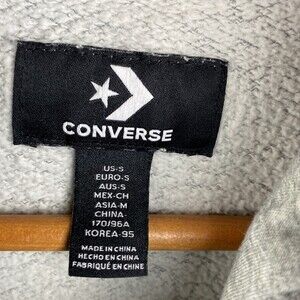 CONVERSE
US-S
EURO-S
AUS-S
MEX-CH
ASIA-M
CHINA-
170/96A
KOREA-95
MADE IN CHINA
HECHO EN CHINA
FABRIQUÉ EN CHINE